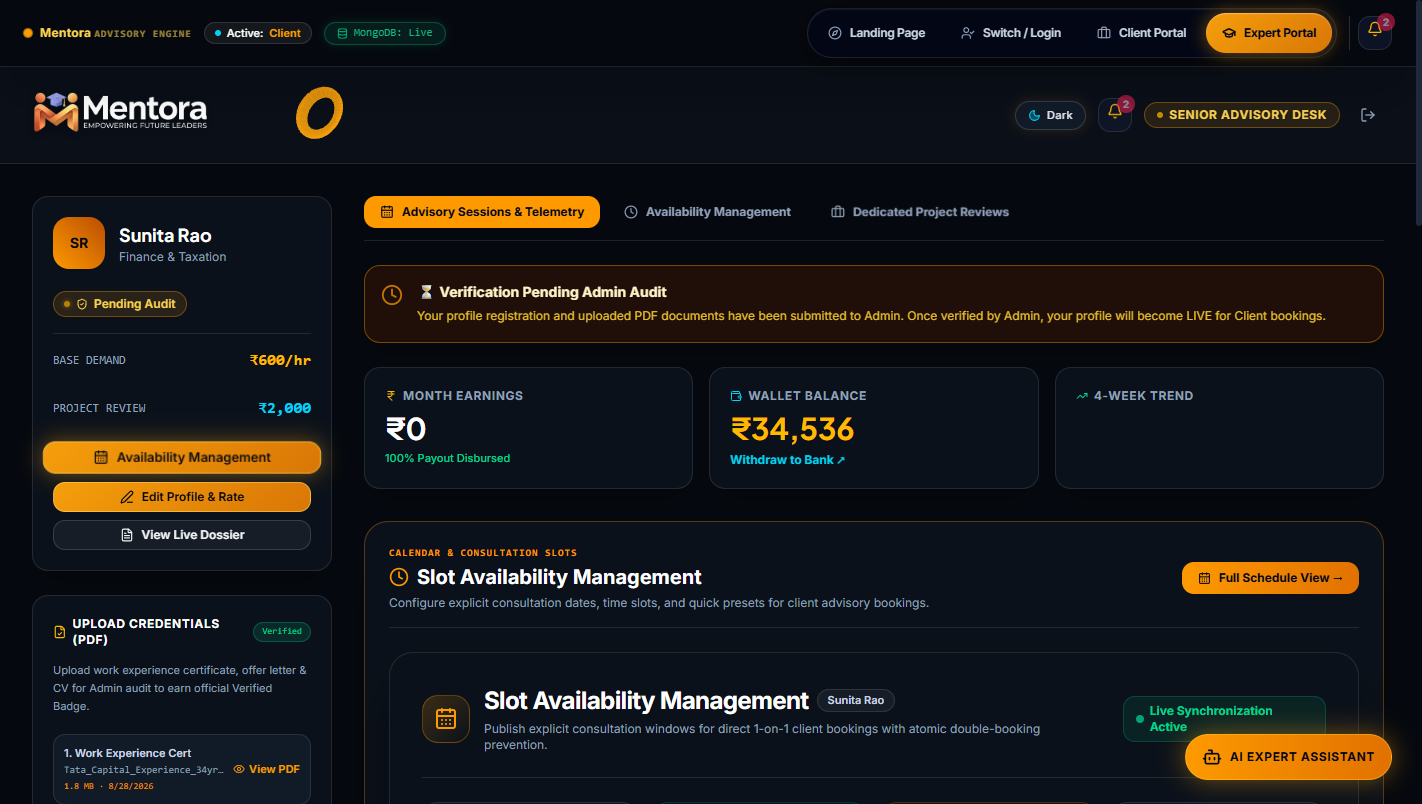 Mentora ADVISORY ENGINE
Active: Client
MongoDB: Live
Landing Page
Switch / Login
Client Portal
Expert Portal
2
Mentora
EMPOWERING FUTURE LEADERS
Dark
2
SENIOR ADVISORY DESK
SR
Sunita Rao
Finance & Taxation
Pending Audit
BASE DEMAND
₹600/hr
PROJECT REVIEW
₹2,000
Availability Management
Edit Profile & Rate
View Live Dossier
UPLOAD CREDENTIALS
(PDF)
Verified
Upload work experience certificate, offer letter &
CV for Admin audit to earn official Verified
Badge.
1. Work Experience Cert
Tata_Capital_Experience_34yr…
View PDF
1.8 MB · 8/28/2026
Advisory Sessions & Telemetry
Availability Management
Dedicated Project Reviews
⏳ Verification Pending Admin Audit
Your profile registration and uploaded PDF documents have been submitted to Admin. Once verified by Admin, your profile will become LIVE for Client bookings.
₹ MONTH EARNINGS
₹0
100% Payout Disbursed
WALLET BALANCE
₹34,536
Withdraw to Bank ↗
4-WEEK TREND
CALENDAR & CONSULTATION SLOTS
Slot Availability Management
Configure explicit consultation dates, time slots, and quick presets for client advisory bookings.
Full Schedule View →
Slot Availability Management
Sunita Rao
Publish explicit consultation windows for direct 1-on-1 client bookings with atomic double-booking
prevention.
Live Synchronization
Active
AI EXPERT ASSISTANT